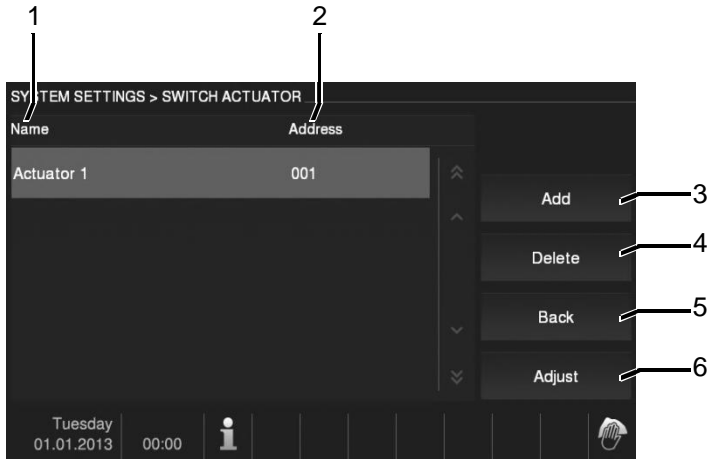 1 2
SYSTEM SETTINGS > SWITCH ACTUATOR
Name Address
Actuator 1 001
Add 3
Delete 4
Back 5
Adjust 6
Tuesday
01.01.2013 00:00 i